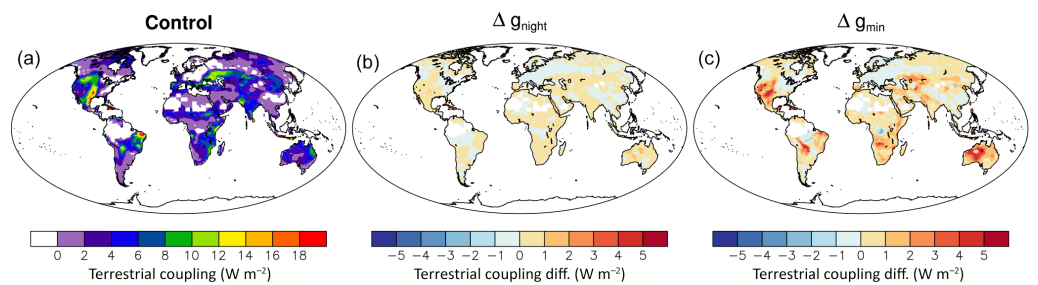 Control
Δ g_night
Δ g_min
(a)
(b)
(c)
0 2 4 6 8 10 12 14 16 18
−5 −4 −3 −2 −1 0 1 2 3 4 5
−5 −4 −3 −2 −1 0 1 2 3 4 5
Terrestrial coupling (W m⁻²)
Terrestrial coupling diff. (W m⁻²)
Terrestrial coupling diff. (W m⁻²)